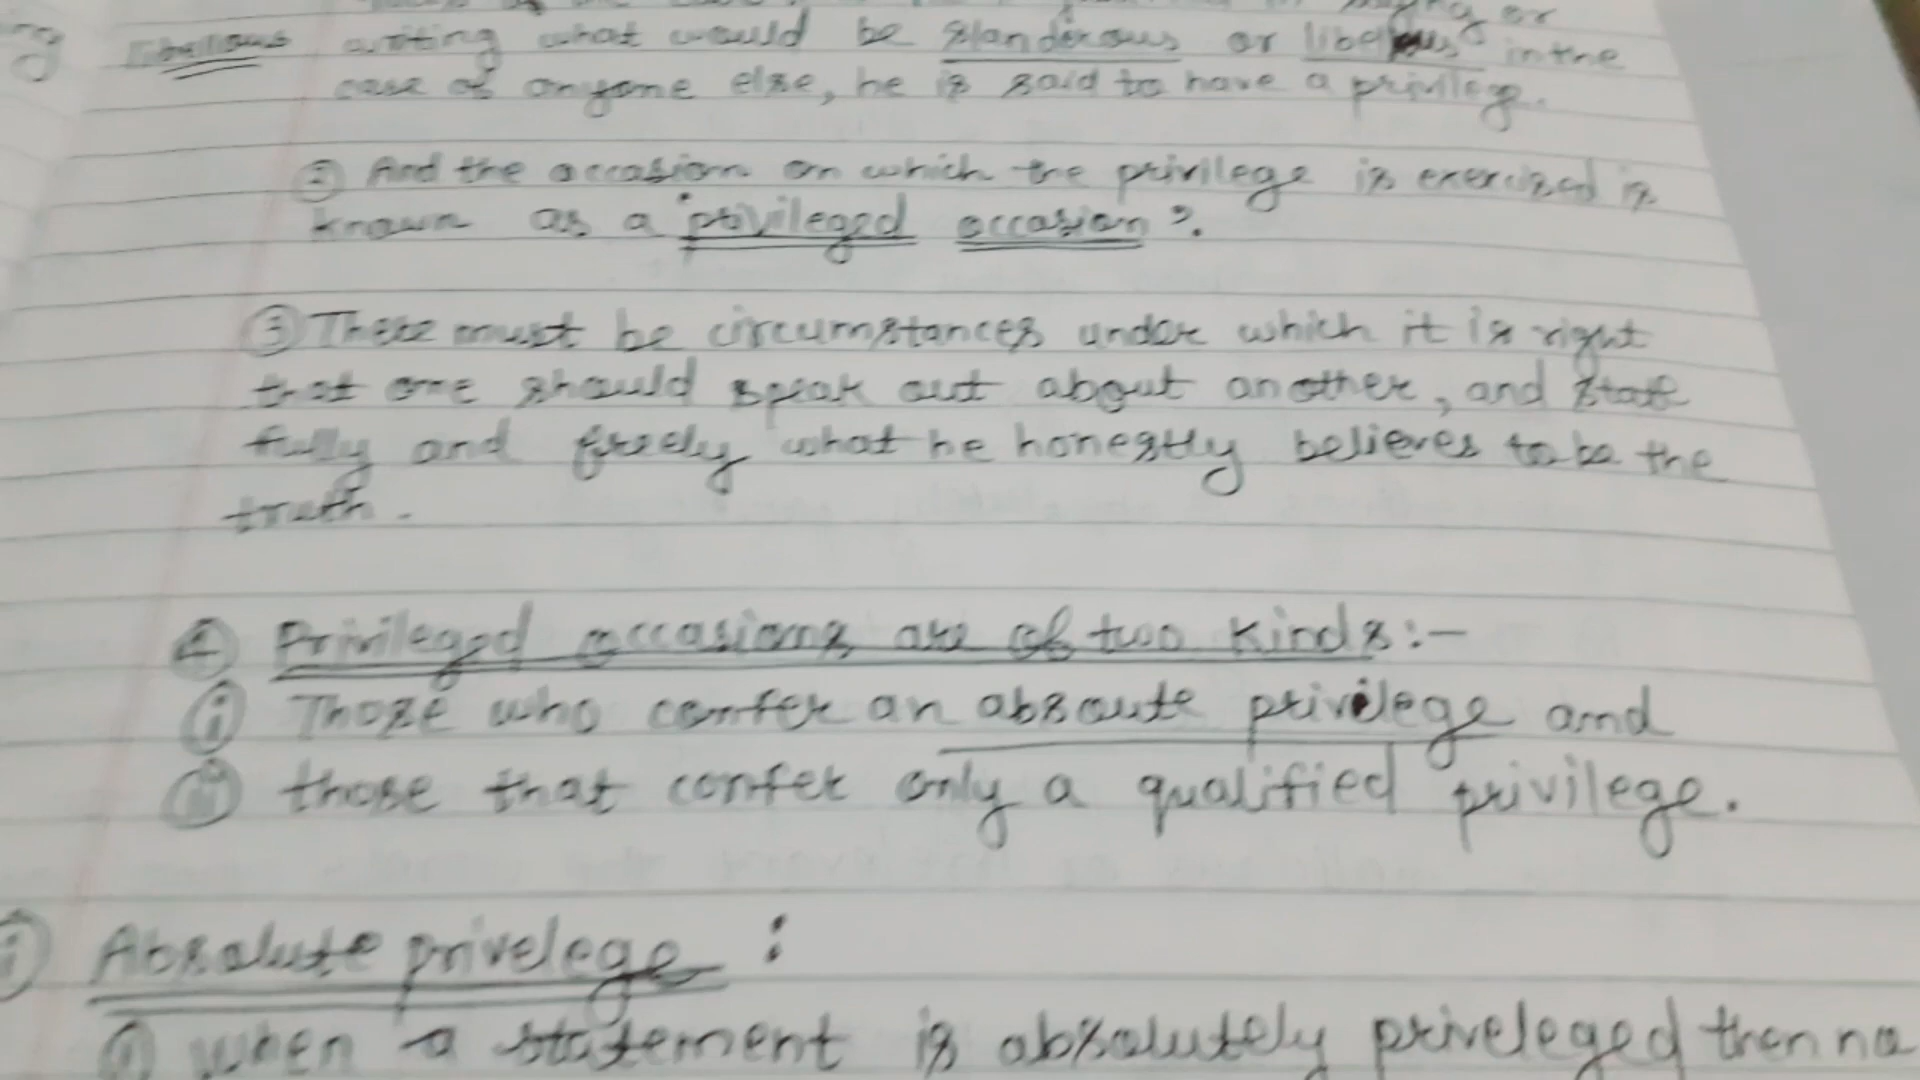 Libellous writing what would be slanderous or libellous in the
case of anyone else, he is said to have a privilege.
② And the occasion on which the privilege is exercised is
known as a "privileged occasion".
③ There must be circumstances under which it is right
that one should speak out about another, and state
fully and freely what he honestly believes to be the
truth.
④ Privileged occasions are of two kinds:-
ⓘ Those who confer an absoute privilege and
ⓘⓘ those that confer only a qualified privilege.
ⓘ Absolute privelege :
① when a statement is absolutely priveleged then no